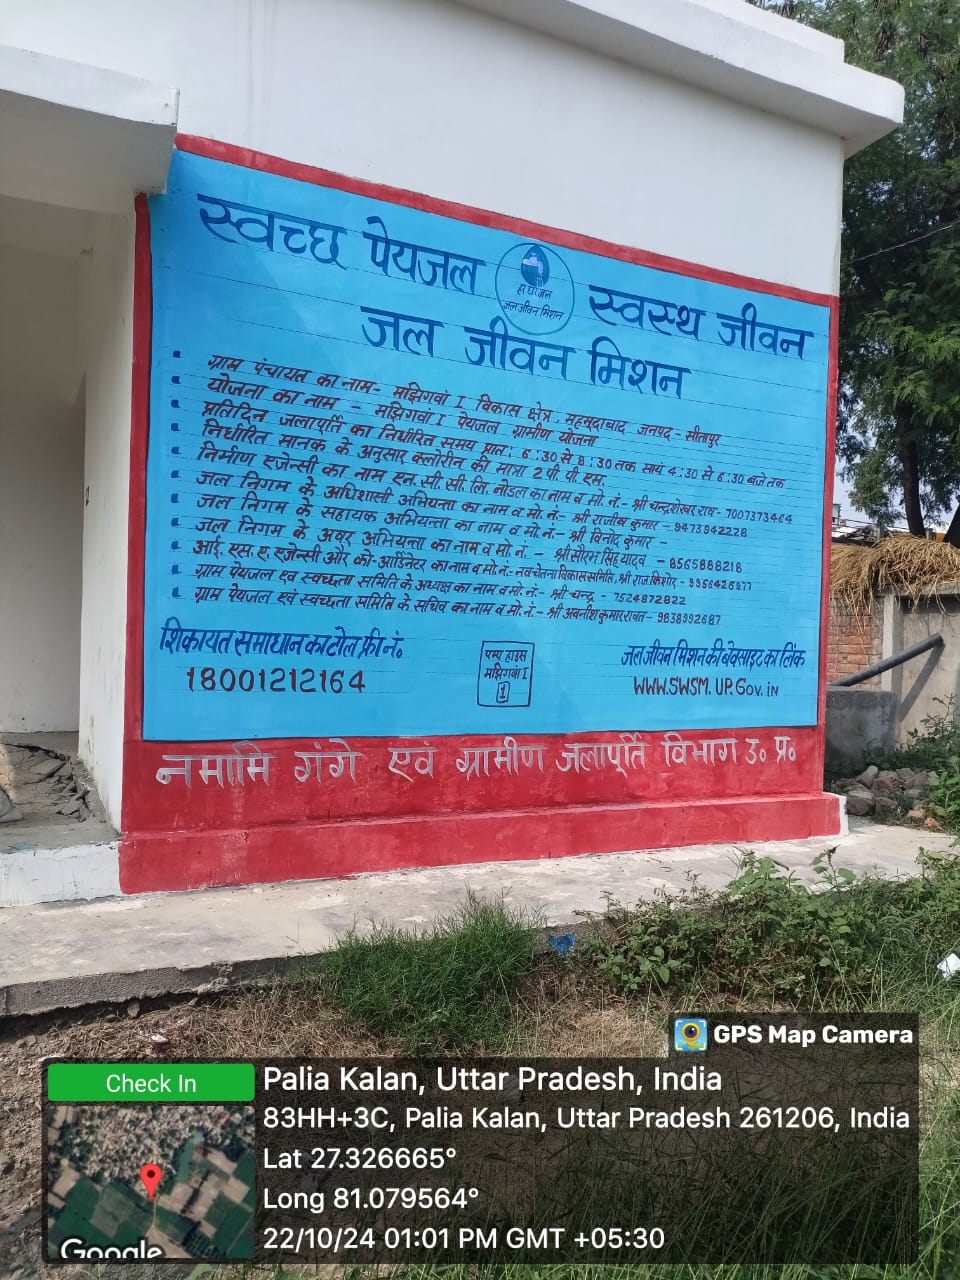 स्वच्छ पेयजल
हर घर जल
जल जीवन मिशन
स्वस्थ जीवन
जल जीवन मिशन
ग्राम पंचायत का नाम- मझिगवां I विकास क्षेत्र, महमूदाबाद जनपद- सीतापुर
योजना का नाम - मझिगवां I पेयजल ग्रामीण योजना
प्रतिदिन जलापूर्ति का निर्धारित समय प्रातः 6:30 से 8:30 तक सायं 4:30 से 6:30 बजे तक
निर्धारित मानक के अनुसार क्लोरीन की मात्रा 2 पी. पी. एम.
निर्माण एजेन्सी का नाम एन. सी. सी. लि. नोडल का नाम व मो. नं.- श्री चन्द्रशेखर राव- 7007373464
जल निगम के अधिशासी अभियन्ता का नाम व मो. नं.- श्री राजीव कुमार - 9473942228
जल निगम के सहायक अभियन्ता का नाम व मो. नं.- श्री विनोद कुमार -
जल निगम के अवर अभियन्ता का नाम व मो. नं. - श्री सौरभ सिंह यादव - 8565888218
आई. एस. ए. एजेन्सी और को-आर्डिनेटर का नाम व मो.नं.- नवचेतना विकास समिति, श्री राज किशोर - 9956426877
ग्राम पेयजल एवं स्वच्छता समिति के अध्यक्ष का नाम व मो. नं.- श्री चन्द्र - 7524872822
ग्राम पेयजल एवं स्वच्छता समिति के सचिव का नाम व मो. नं.- श्री अवनीश कुमार रावत- 9838992687
शिकायत समाधान का टोल फ्री नं.
18001212164
पम्प हाउस
मझिगवां I
1
जल जीवन मिशन की वेबसाइट का लिंक
WWW.SWSM.UP.Gov.in
नमामि गंगे एवं ग्रामीण जलापूर्ति विभाग उ० प्र०
GPS Map Camera
Check In
Palia Kalan, Uttar Pradesh, India
83HH+3C, Palia Kalan, Uttar Pradesh 261206, India
Lat 27.326665°
Long 81.079564°
22/10/24 01:01 PM GMT +05:30
Google